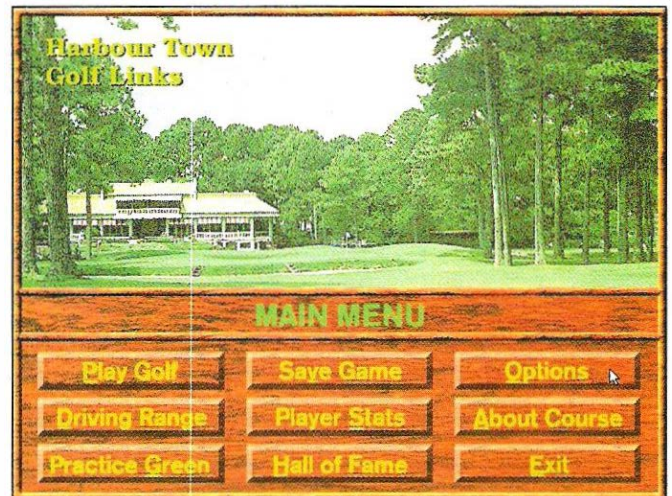 Harbour Town
Golf Links
MAIN MENU
Play Golf
Save Game
Options
Driving Range
Player Stats
About Course
Practice Green
Hall of Fame
Exit